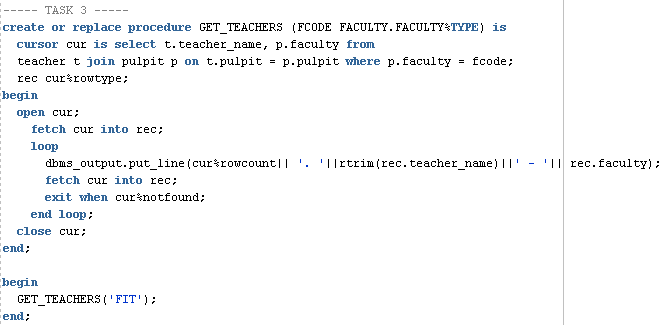 ----- TASK 3 -----
create or replace procedure GET_TEACHERS (FCODE FACULTY.FACULTY%TYPE) is
  cursor cur is select t.teacher_name, p.faculty from
  teacher t join pulpit p on t.pulpit = p.pulpit where p.faculty = fcode;
  rec cur%rowtype;
begin
  open cur;
    fetch cur into rec;
    loop
      dbms_output.put_line(cur%rowcount|| '. '||rtrim(rec.teacher_name)||' - '|| rec.faculty);
      fetch cur into rec;
      exit when cur%notfound;
    end loop;
  close cur;
end;

begin
  GET_TEACHERS('FIT');
end;